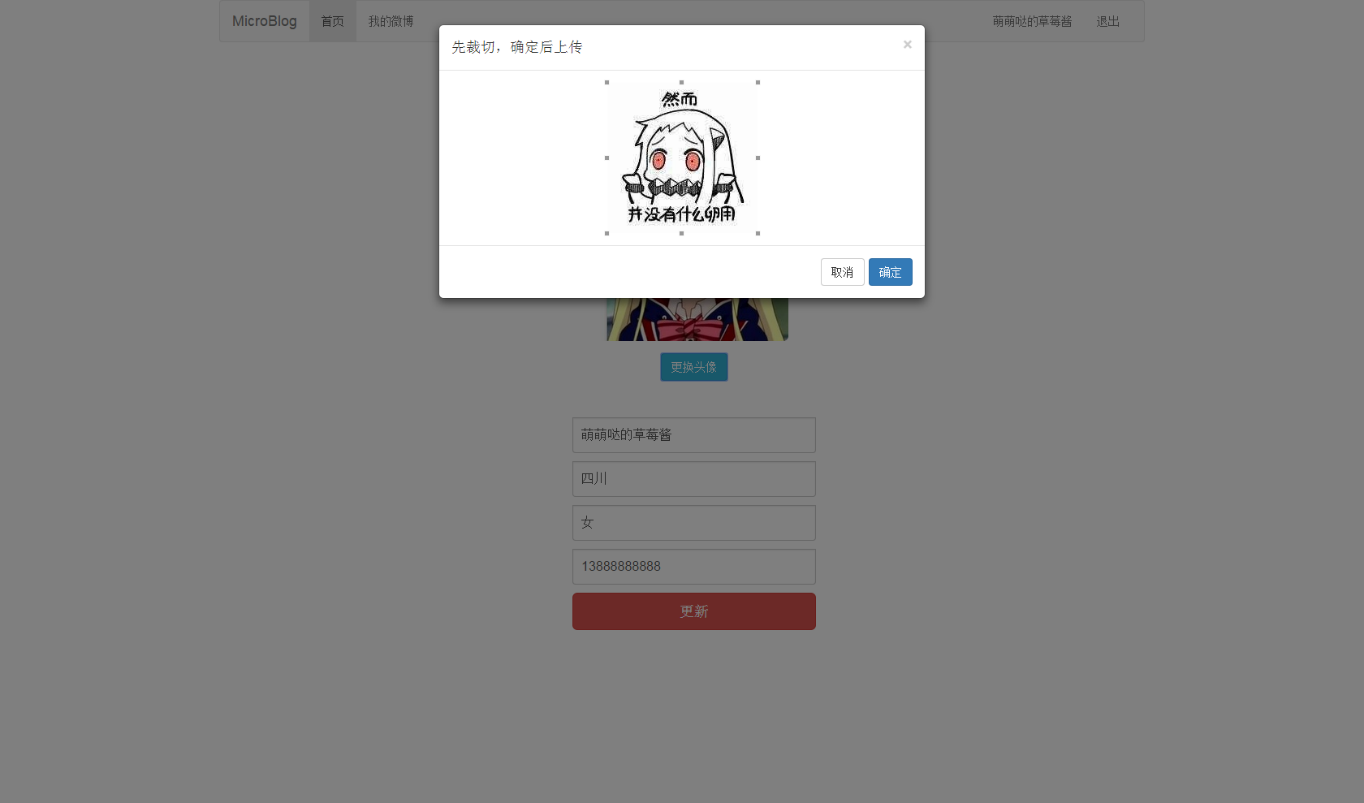 MicroBlog 首页 我的微博 萌萌哒的草莓酱 退出
先裁切，确定后上传 ×
然而
并没有什么卵用
取消 确定
更换头像
萌萌哒的草莓酱
四川
女
13888888888
更新